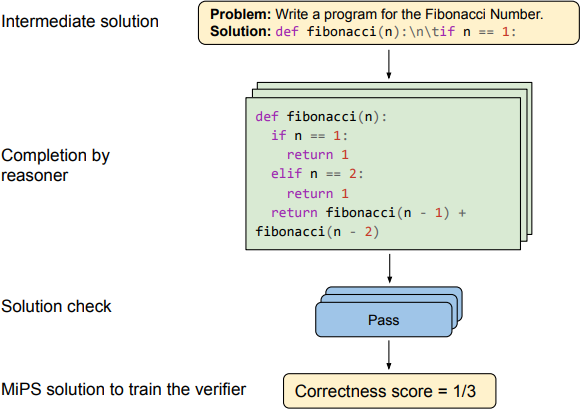 Intermediate solution
Problem: Write a program for the Fibonacci Number.
Solution: def fibonacci(n):\n\tif n == 1:
Completion by
reasoner
def fibonacci(n):
  if n == 1:
    return 1
  elif n == 2:
    return 1
  return fibonacci(n - 1) +
fibonacci(n - 2)
Solution check
Pass
MiPS solution to train the verifier
Correctness score = 1/3